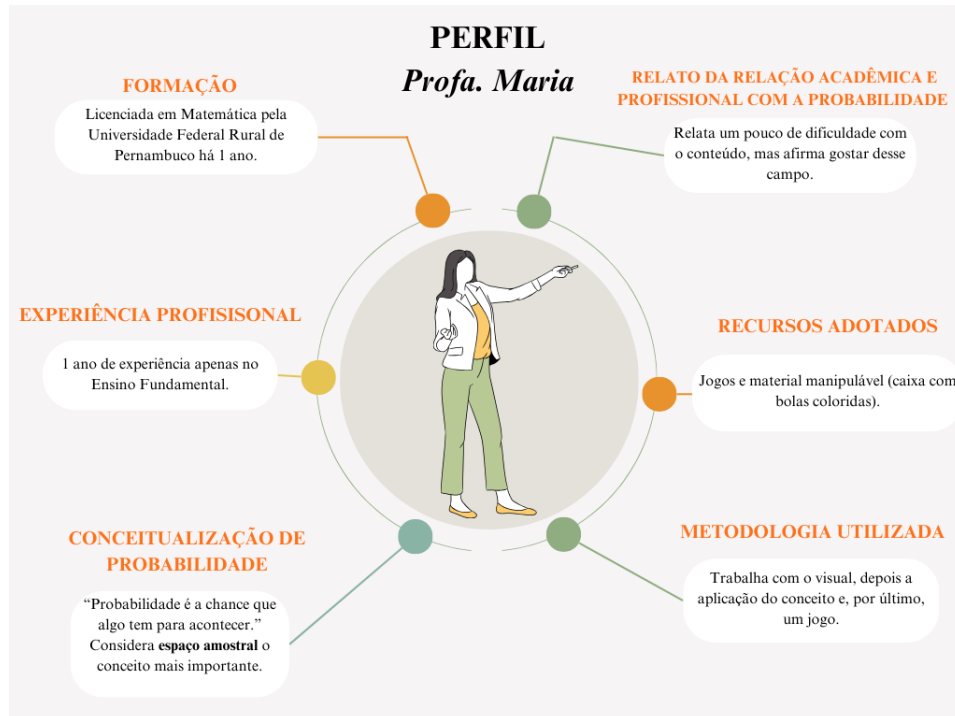 PERFIL
Profa. Maria
FORMAÇÃO
Licenciada em Matemática pela
Universidade Federal Rural de
Pernambuco há 1 ano.
RELATO DA RELAÇÃO ACADÊMICA E
PROFISSIONAL COM A PROBABILIDADE
Relata um pouco de dificuldade com
o conteúdo, mas afirma gostar desse
campo.
EXPERIÊNCIA PROFISISONAL
1 ano de experiência apenas no
Ensino Fundamental.
RECURSOS ADOTADOS
Jogos e material manipulável (caixa com
bolas coloridas).
CONCEITUALIZAÇÃO DE
PROBABILIDADE
“Probabilidade é a chance que
algo tem para acontecer.”
Considera espaço amostral o
conceito mais importante.
METODOLOGIA UTILIZADA
Trabalha com o visual, depois a
aplicação do conceito e, por último,
um jogo.